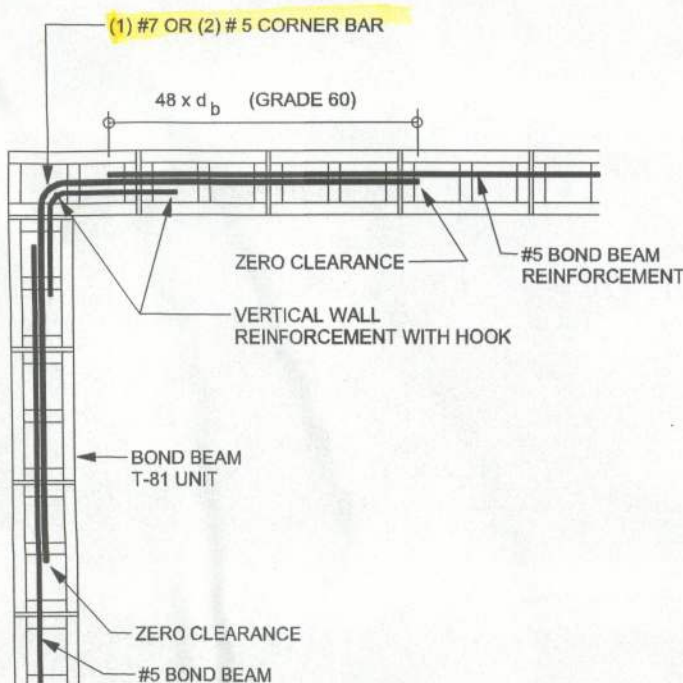 (1) #7 OR (2) # 5 CORNER BAR
48 x d b (GRADE 60)
ZERO CLEARANCE
#5 BOND BEAM
REINFORCEMENT
VERTICAL WALL
REINFORCEMENT WITH HOOK
BOND BEAM
T-81 UNIT
ZERO CLEARANCE
#5 BOND BEAM